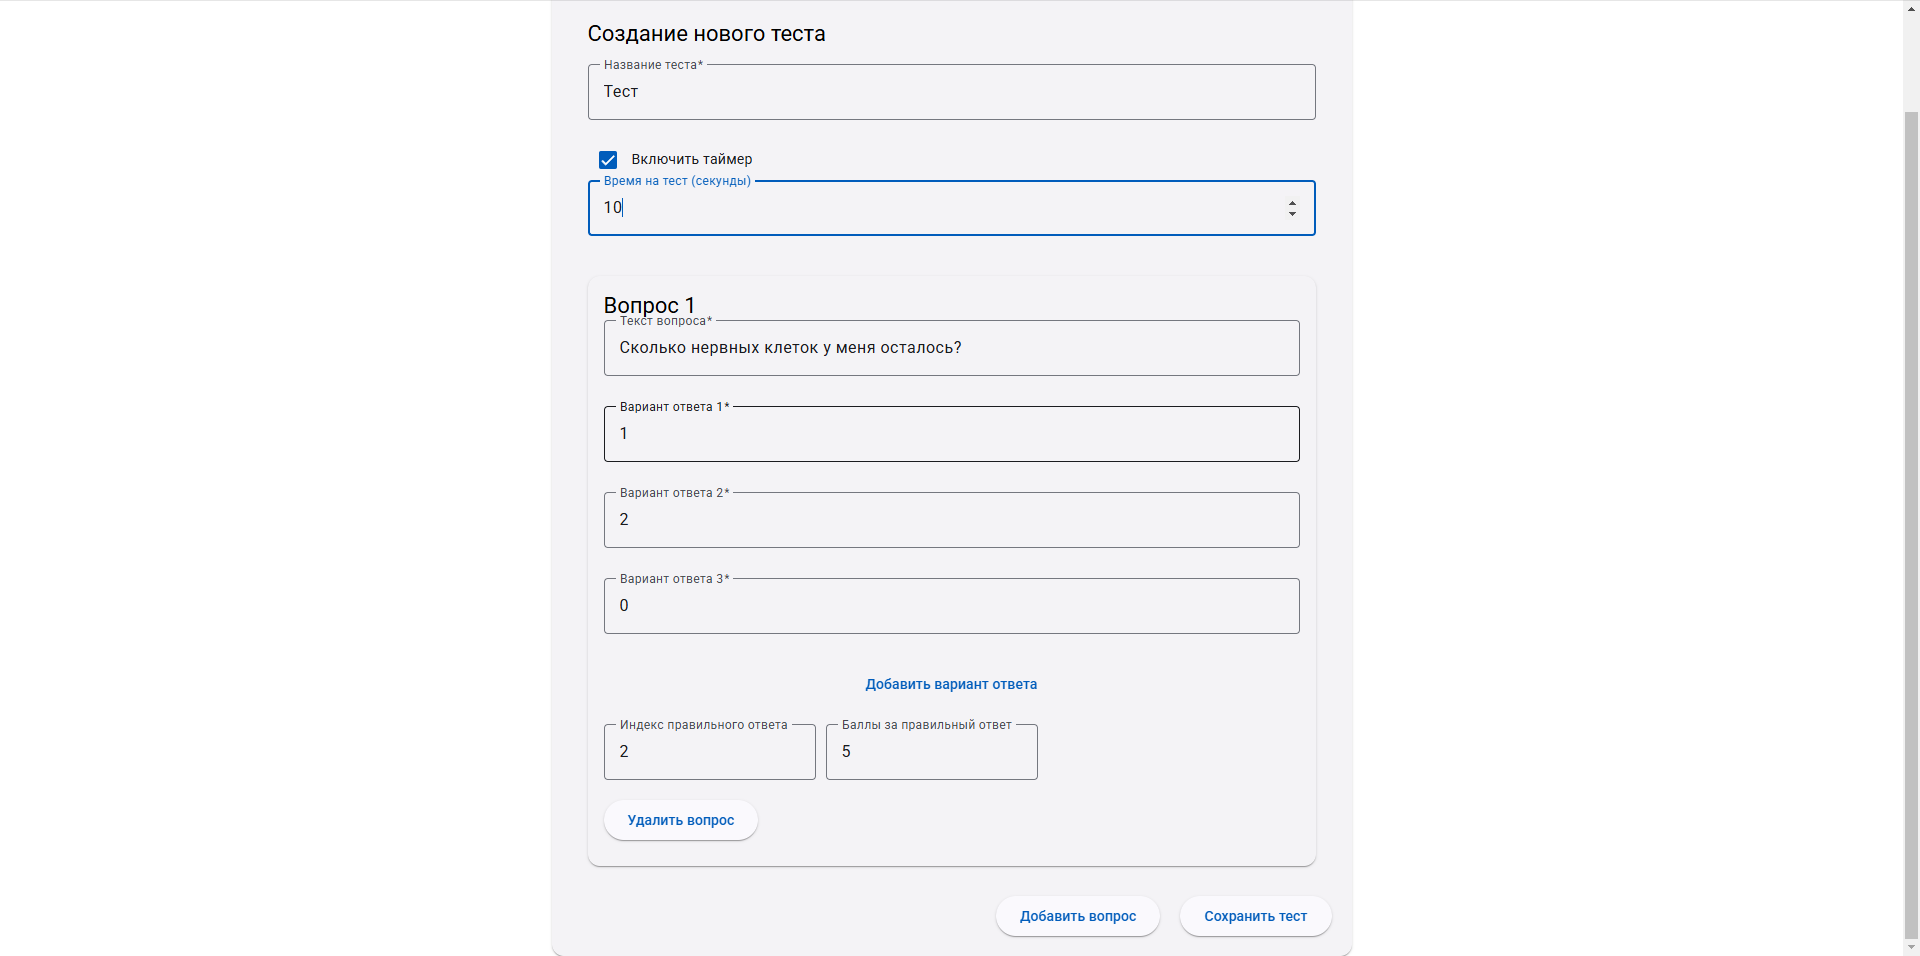 Создание нового теста
Название теста*
Тест
Включить таймер
Время на тест (секунды)
10
Вопрос 1
Текст вопроса*
Сколько нервных клеток у меня осталось?
Вариант ответа 1*
1
Вариант ответа 2*
2
Вариант ответа 3*
0
Добавить вариант ответа
Индекс правильного ответа
2
Баллы за правильный ответ
5
Удалить вопрос
Добавить вопрос
Сохранить тест